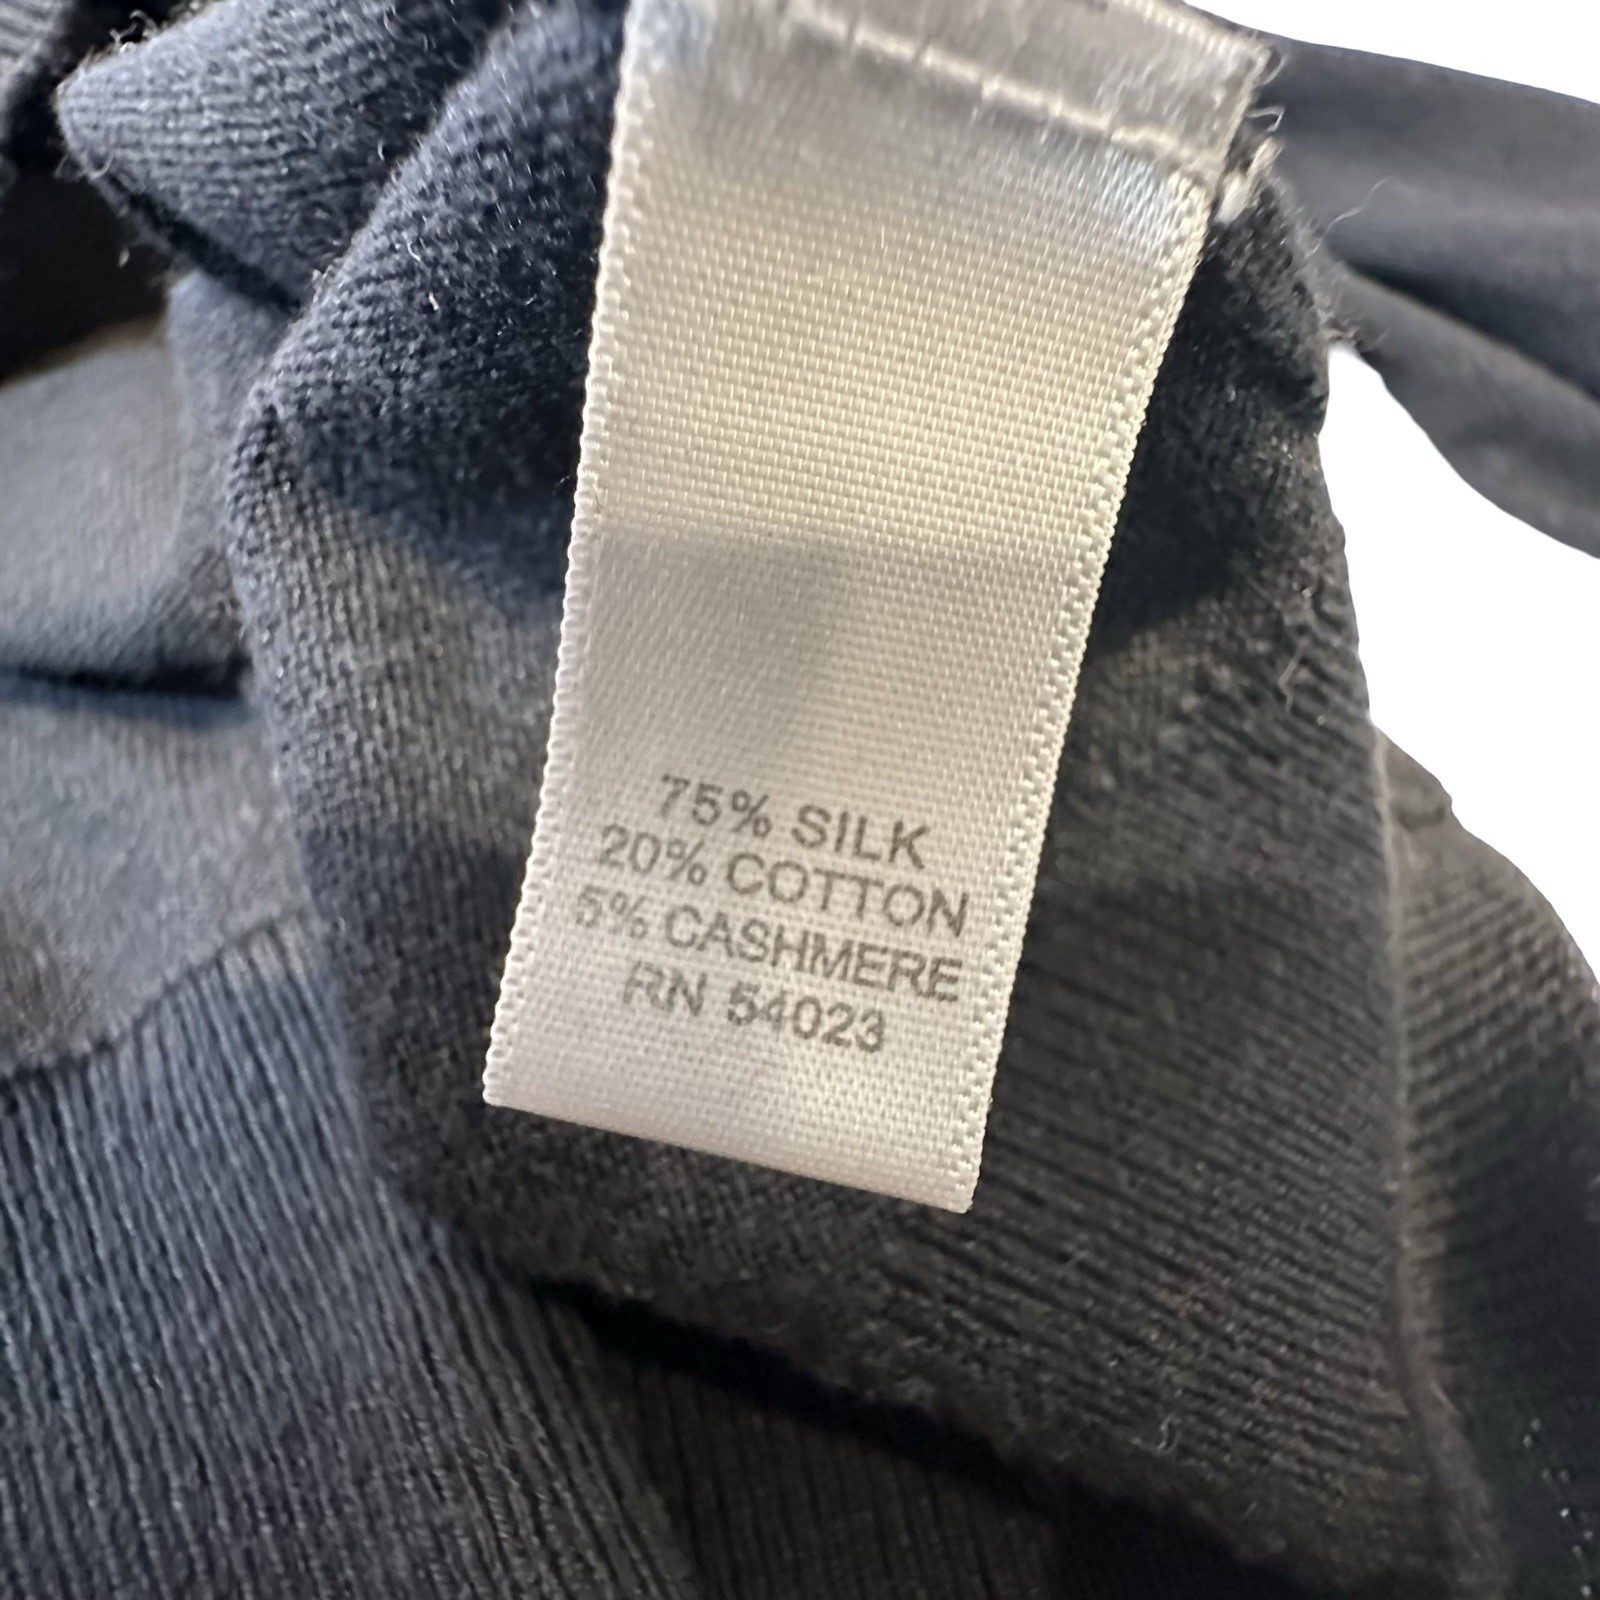 75% SILK
20% COTTON
5% CASHMERE
RN 54023